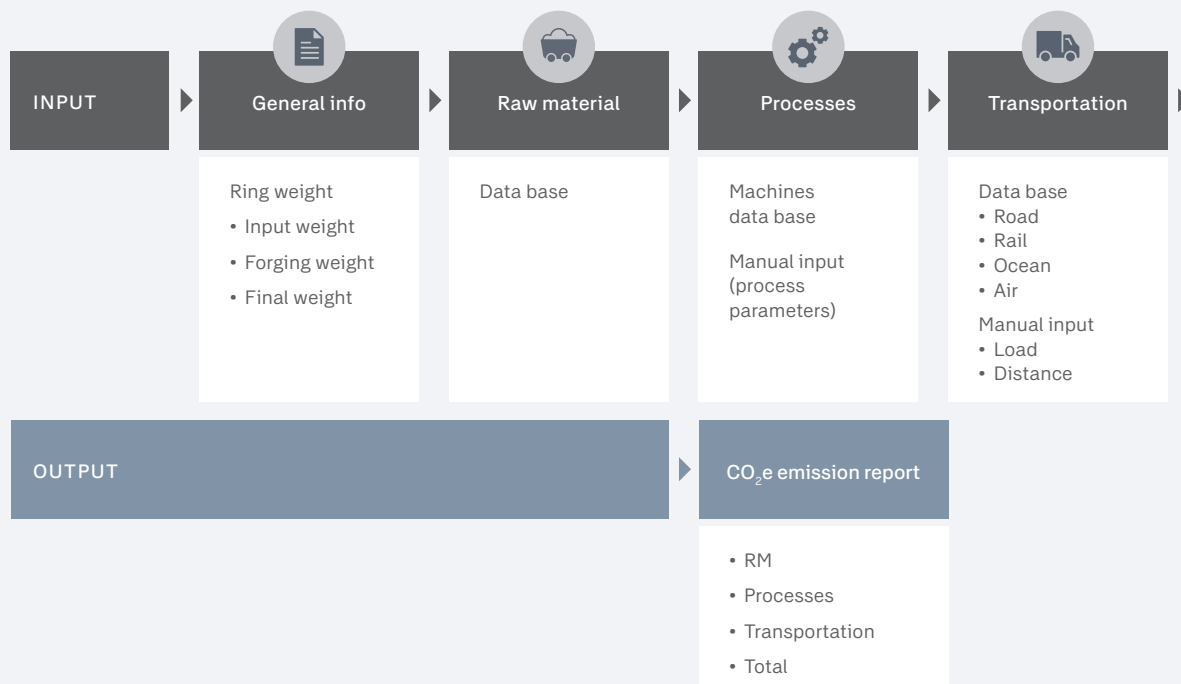 INPUT
General info
Raw material
Processes
Transportation
Ring weight
• Input weight
• Forging weight
• Final weight
Data base
Machines
data base
Manual input
(process
parameters)
Data base
• Road
• Rail
• Ocean
• Air
Manual input
• Load
• Distance
OUTPUT
CO₂e emission report
• RM
• Processes
• Transportation
• Total